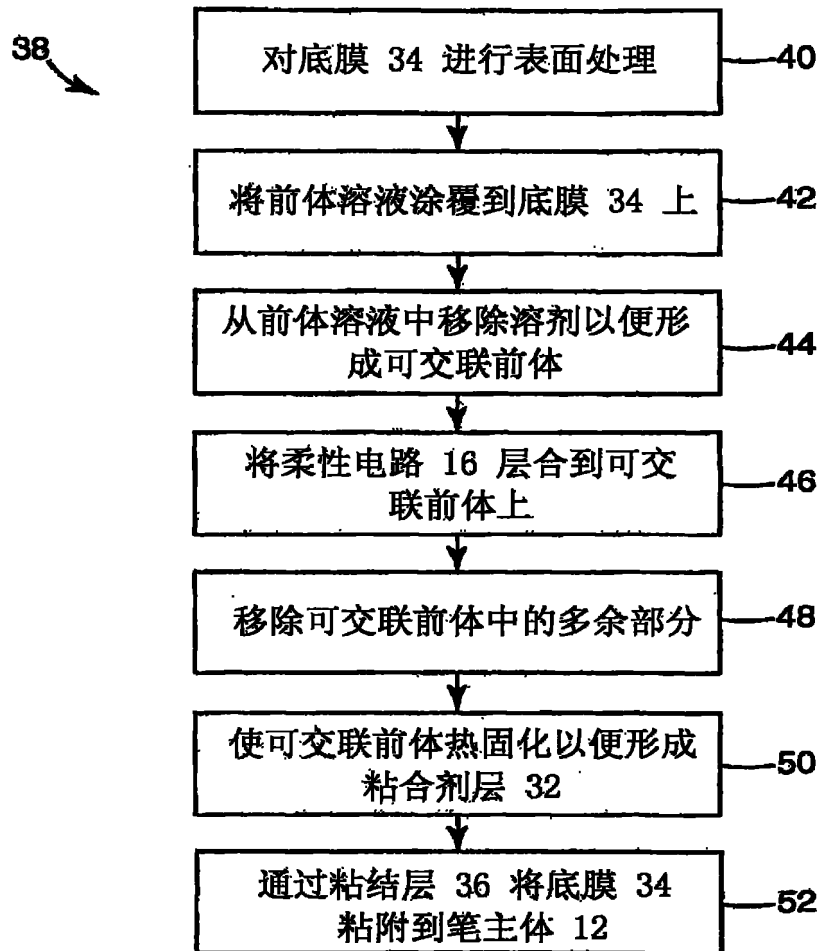 38
对底膜 34 进行表面处理
40
将前体溶液涂覆到底膜 34 上
42
从前体溶液中移除溶剂以便形
成可交联前体
44
将柔性电路 16 层合到可交
联前体上
46
移除可交联前体中的多余部分
48
使可交联前体热固化以便形成
粘合剂层 32
50
通过粘结层 36 将底膜 34
粘附到笔主体 12
52